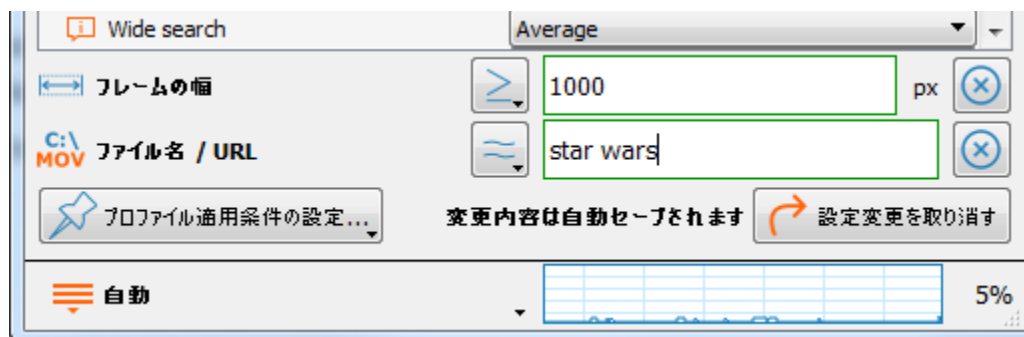 Wide search Average
フレームの幅 ≥ 1000 px
C:\
MOV ファイル名 / URL ≈ star wars
プロファイル適用条件の設定... 変更内容は自動セーブされます 設定変更を取り消す
自動 5%